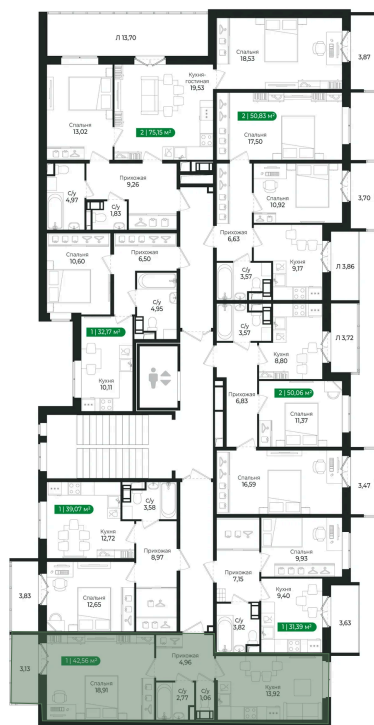 Л 13,70
Спальня
18,53
3,87
Кухня-
гостиная
19,53
Спальня
13,02
2 | 75,15 м²
2 | 50,83 м²
Спальня
17,50
Прихожая
9,26
С/у
4,97
С/у
1,83
Спальня
10,92
3,70
Прихожая
6,63
Прихожая
6,50
Спальня
10,60
Кухня
9,17
Л 3,86
С/у
3,57
С/у
4,95
С/у
3,57
1 | 32,17 м²
Кухня
8,80
Л 3,72
Кухня
10,11
Прихожая
6,83
2 | 50,06 м²
Спальня
11,37
Спальня
16,59
3,47
С/у
3,58
1 | 39,07 м²
Кухня
12,72
Прихожая
8,97
Спальня
9,93
Прихожая
7,15
3,83
Спальня
12,65
Кухня
9,40
С/у
3,82
1 | 31,39 м²
3,63
3,13
1 | 42,56 м²
Прихожая
4,96
Спальня
18,91
С/у
2,77
С/у
1,06
Кухня
13,92